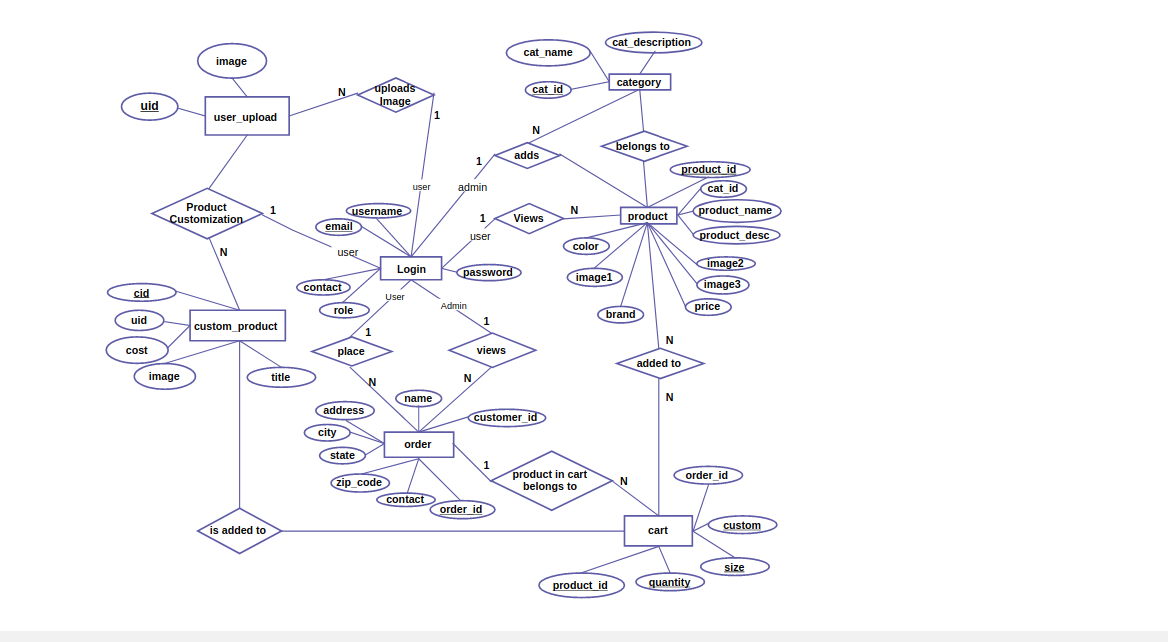 cat_description
cat_name
image
category
cat_id
uploads
Image
N
uid
user_upload
1
N
belongs to
adds
1
product_id
user
admin
cat_id
Product
Customization
1
username
product_name
N
1
Views
product
email
product_desc
user
color
N
user
image2
Login
password
image1
image3
contact
cid
User
Admin
price
role
brand
uid
1
custom_product
1
N
cost
place
views
added to
image
title
N
N
name
N
address
customer_id
city
order
state
1
product in cart
belongs to
order_id
zip_code
N
contact
order_id
custom
is added to
cart
size
product_id
quantity